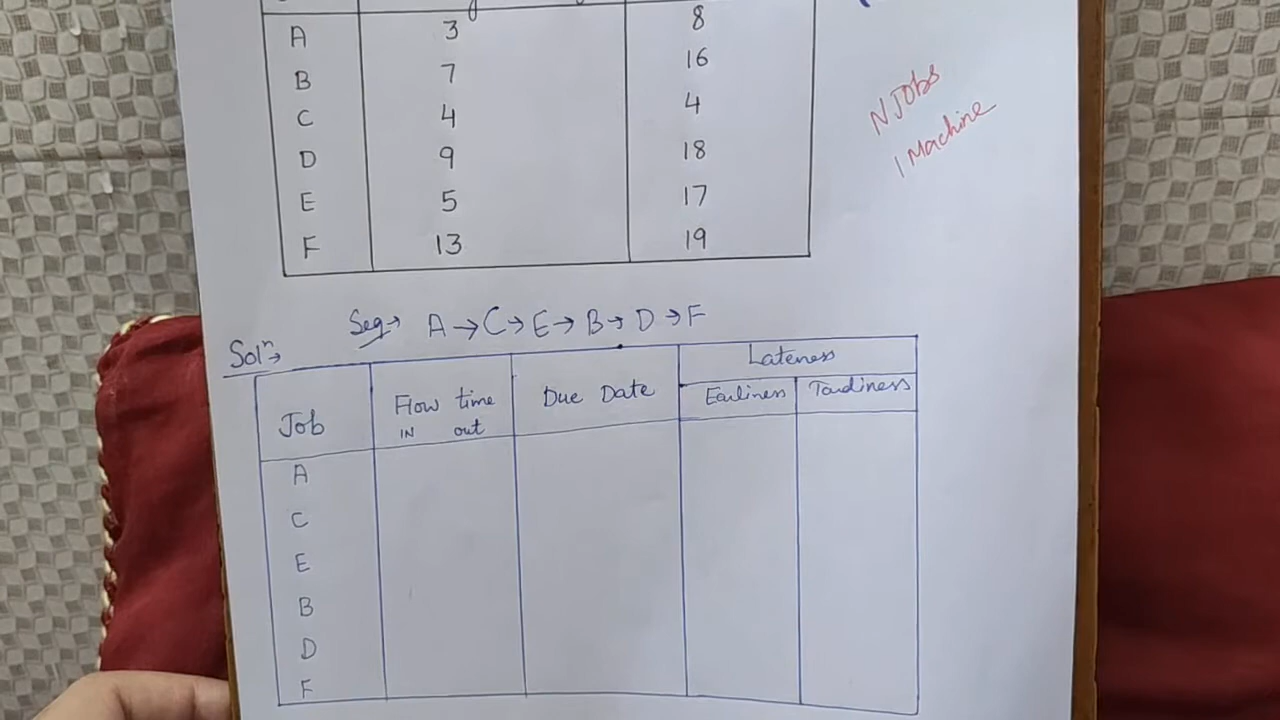 A 3 8
B 7 16
C 4 4
D 9 18
E 5 17
F 13 19
N JOBs
1 Machine
Seq→ A→C→E→B→D→F
Solⁿ→
Job Flow time Due Date Lateness
IN out Earliness Tardiness
A
C
E
B
D
F